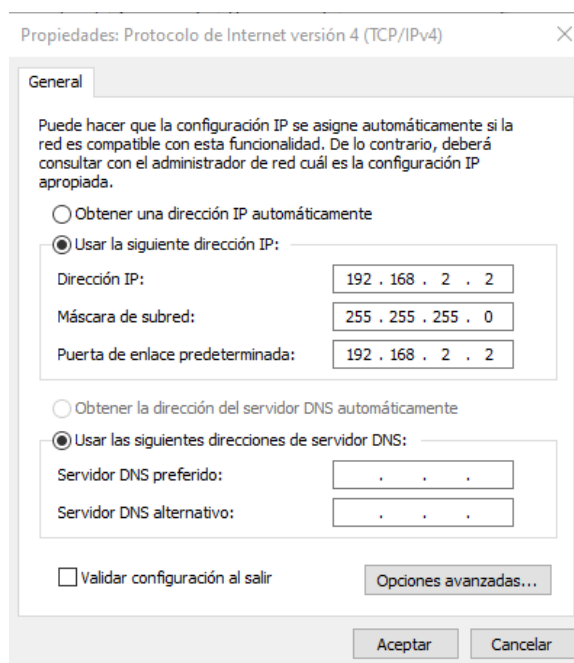 Propiedades: Protocolo de Internet versión 4 (TCP/IPv4)
General
Puede hacer que la configuración IP se asigne automáticamente si la
red es compatible con esta funcionalidad. De lo contrario, deberá
consultar con el administrador de red cuál es la configuración IP
apropiada.
Obtener una dirección IP automáticamente
Usar la siguiente dirección IP:
Dirección IP: 192 . 168 . 2 . 2
Máscara de subred: 255 . 255 . 255 . 0
Puerta de enlace predeterminada: 192 . 168 . 2 . 2
Obtener la dirección del servidor DNS automáticamente
Usar las siguientes direcciones de servidor DNS:
Servidor DNS preferido: . . .
Servidor DNS alternativo: . . .
Validar configuración al salir
Opciones avanzadas...
Aceptar Cancelar